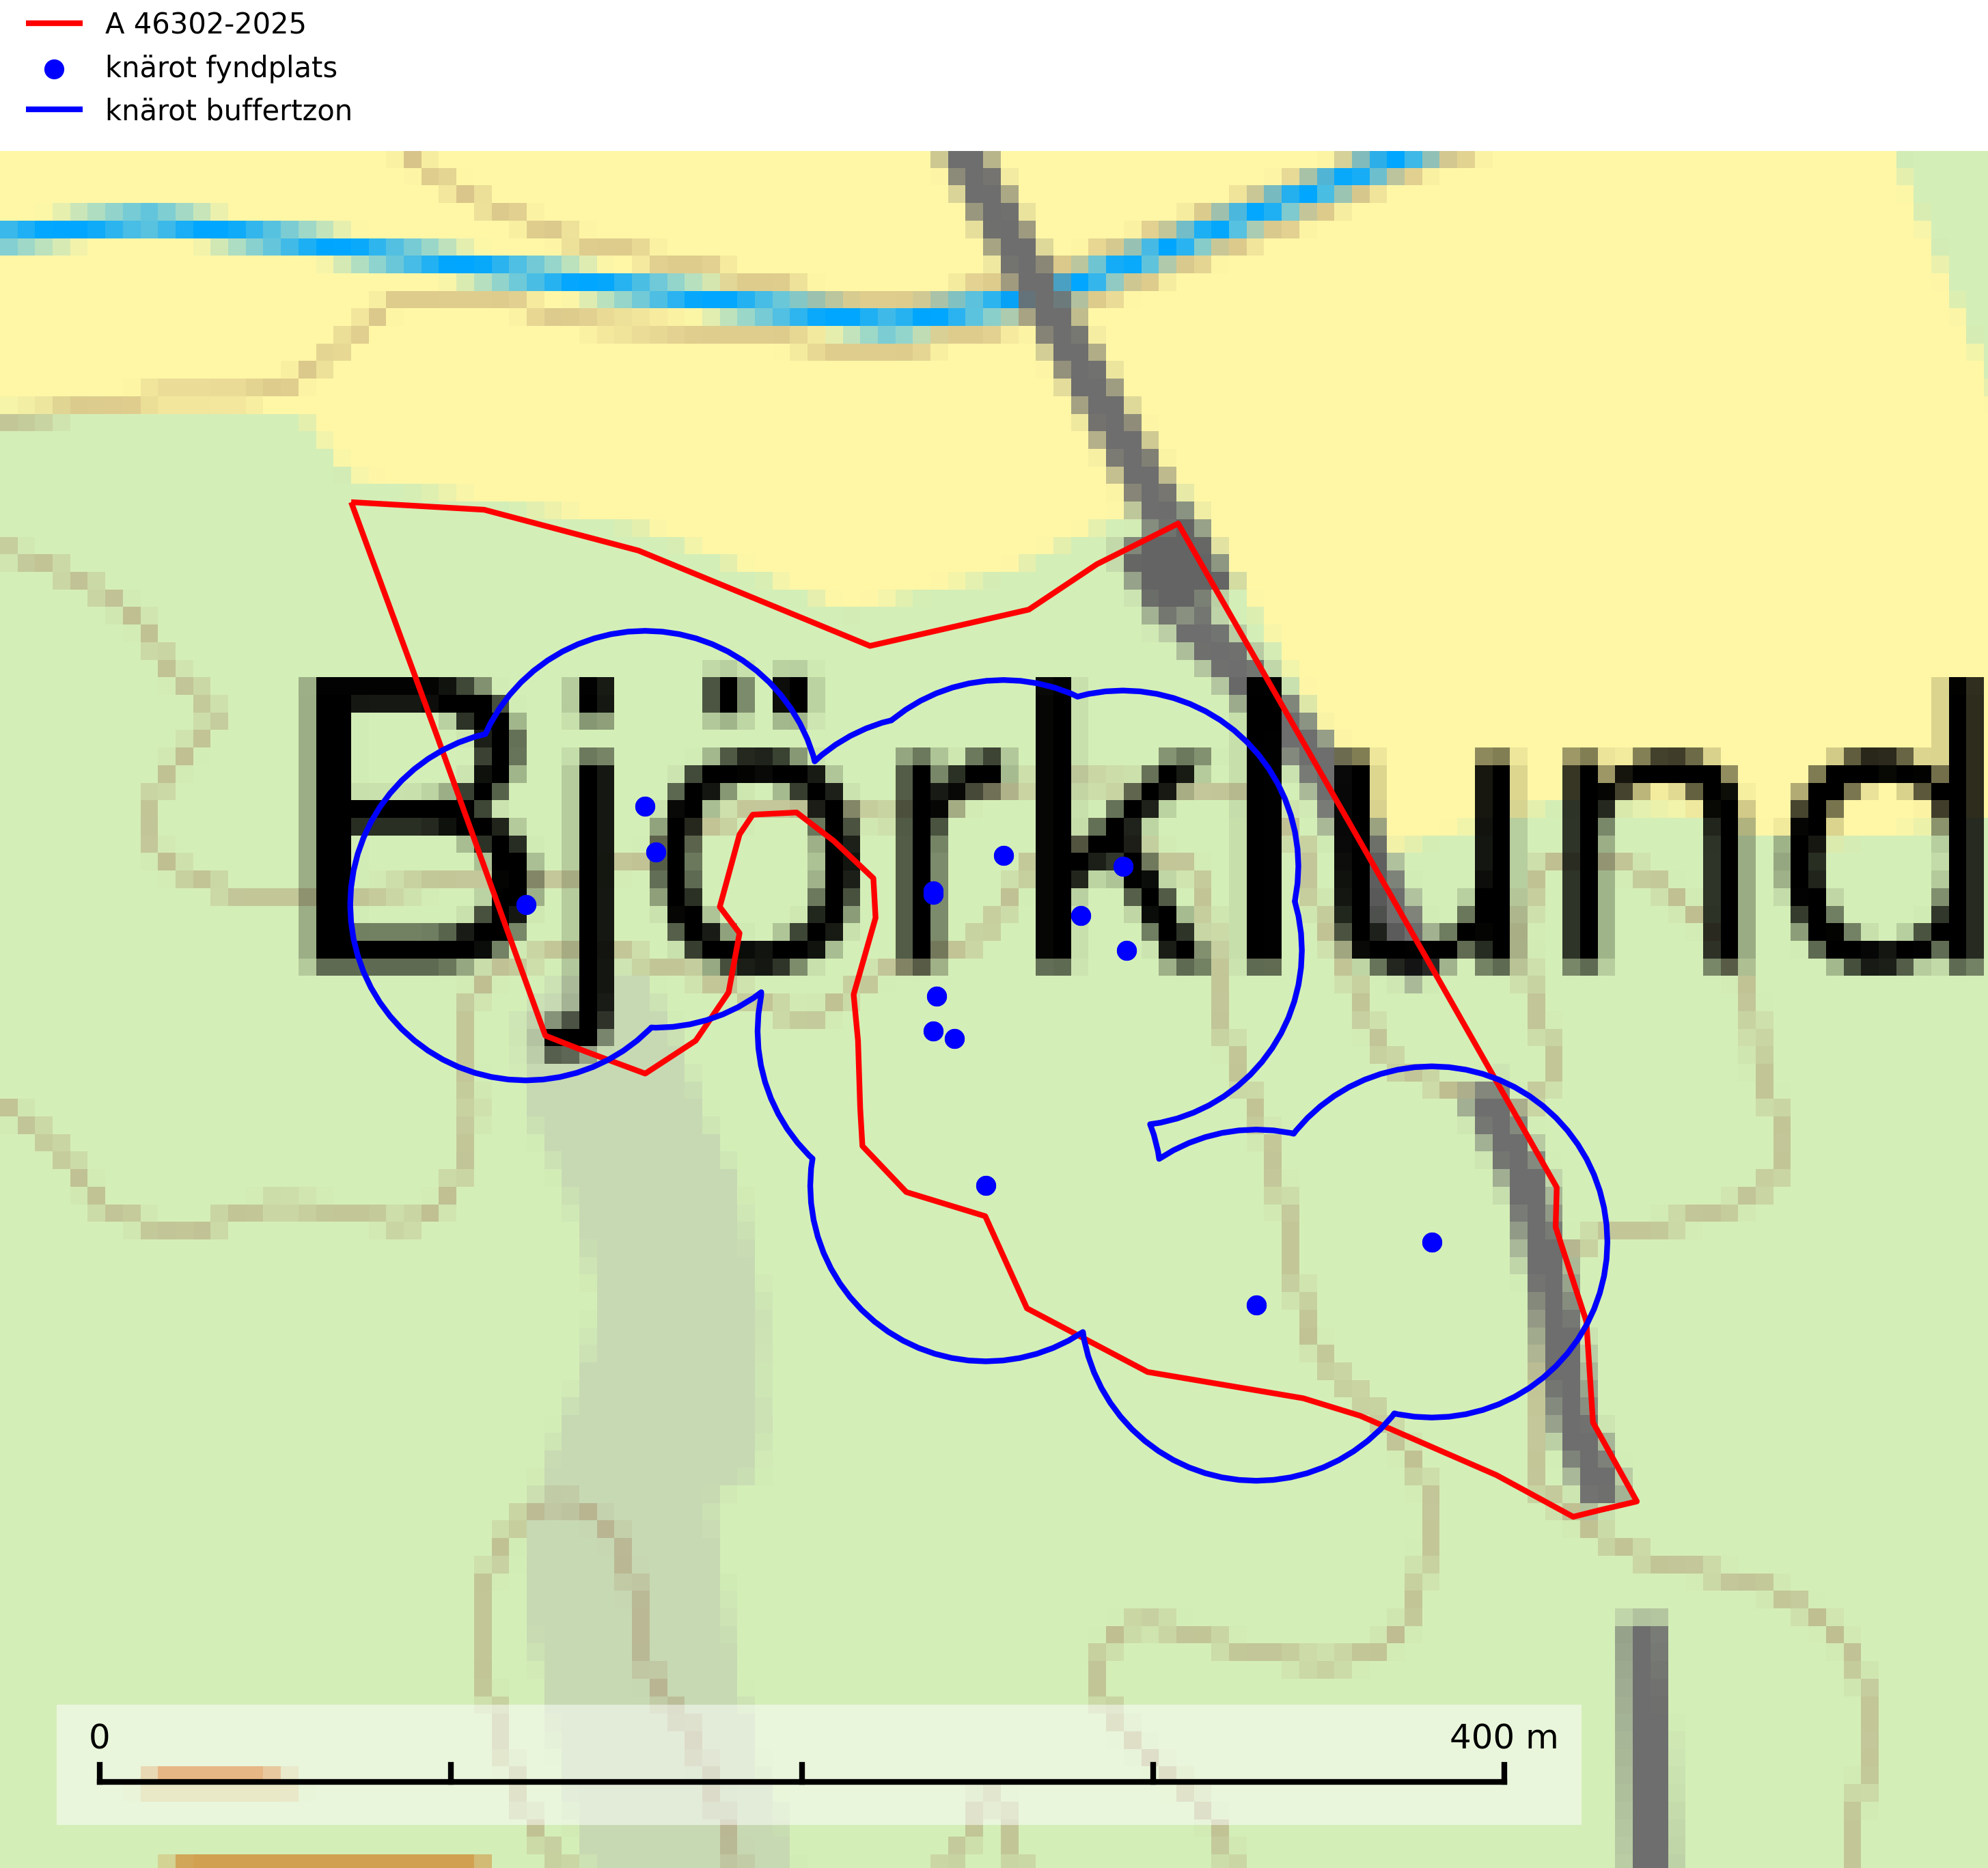 A 46302-2025
knärot fyndplats
knärot buffertzon
Björklund
0 400 m